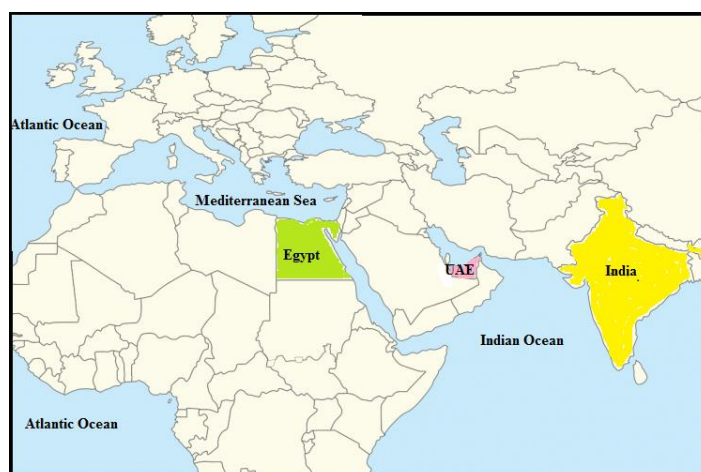 Atlantic Ocean
Mediterranean Sea
Egypt
UAE
India
Indian Ocean
Atlantic Ocean